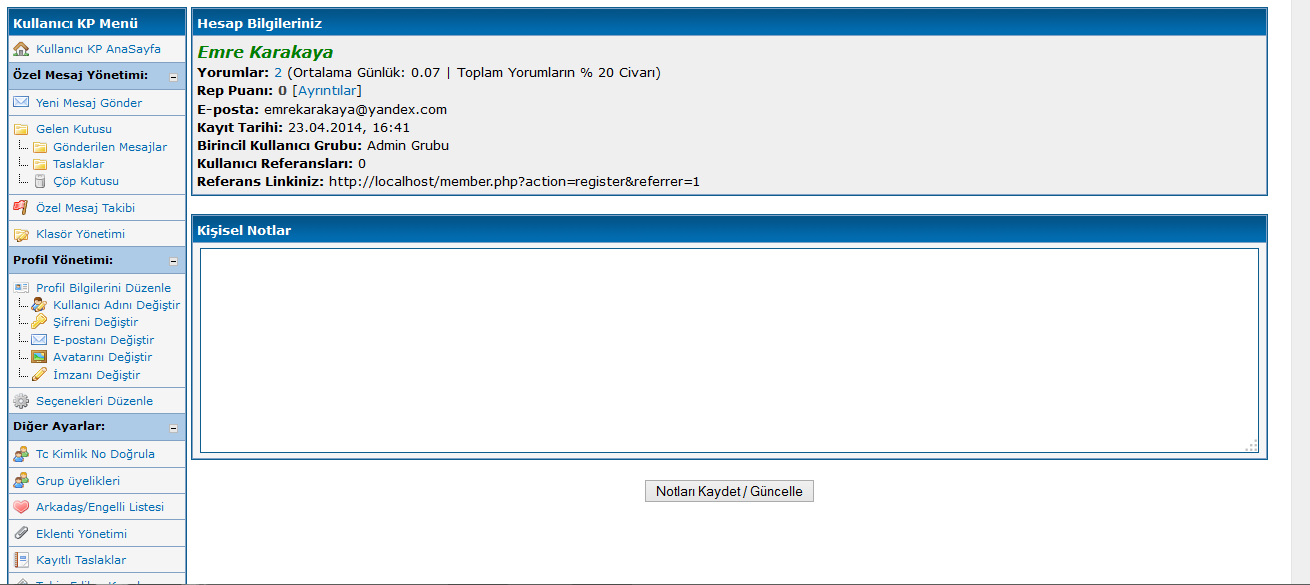 Kullanıcı KP Menü
Kullanıcı KP AnaSayfa
Özel Mesaj Yönetimi:
Yeni Mesaj Gönder
Gelen Kutusu
Gönderilen Mesajlar
Taslaklar
Çöp Kutusu
Özel Mesaj Takibi
Klasör Yönetimi
Profil Yönetimi:
Profil Bilgilerini Düzenle
Kullanıcı Adını Değiştir
Şifreni Değiştir
E-postanı Değiştir
Avatarını Değiştir
İmzanı Değiştir
Seçenekleri Düzenle
Diğer Ayarlar:
Tc Kimlik No Doğrula
Grup üyelikleri
Arkadaş/Engelli Listesi
Eklenti Yönetimi
Kayıtlı Taslaklar
Hesap Bilgileriniz
Emre Karakaya
Yorumlar: 2 (Ortalama Günlük: 0.07 | Toplam Yorumların % 20 Civarı)
Rep Puanı: 0 [Ayrıntılar]
E-posta: emrekarakaya@yandex.com
Kayıt Tarihi: 23.04.2014, 16:41
Birincil Kullanıcı Grubu: Admin Grubu
Kullanıcı Referansları: 0
Referans Linkiniz: http://localhost/member.php?action=register&referrer=1
Kişisel Notlar
Notları Kaydet / Güncelle